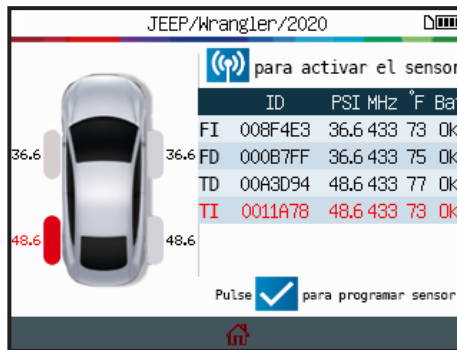 JEEP/Wrangler/2020
para activar el sensor
ID PSI MHz °F Bat
FI 008F4E3 36.6 433 73 Ok
36.6 36.6 FD 000B7FF 36.6 433 75 Ok
TD 00A3D94 48.6 433 77 Ok
TI 0011A78 48.6 433 73 Ok
48.6 48.6
Pulse para programar sensor